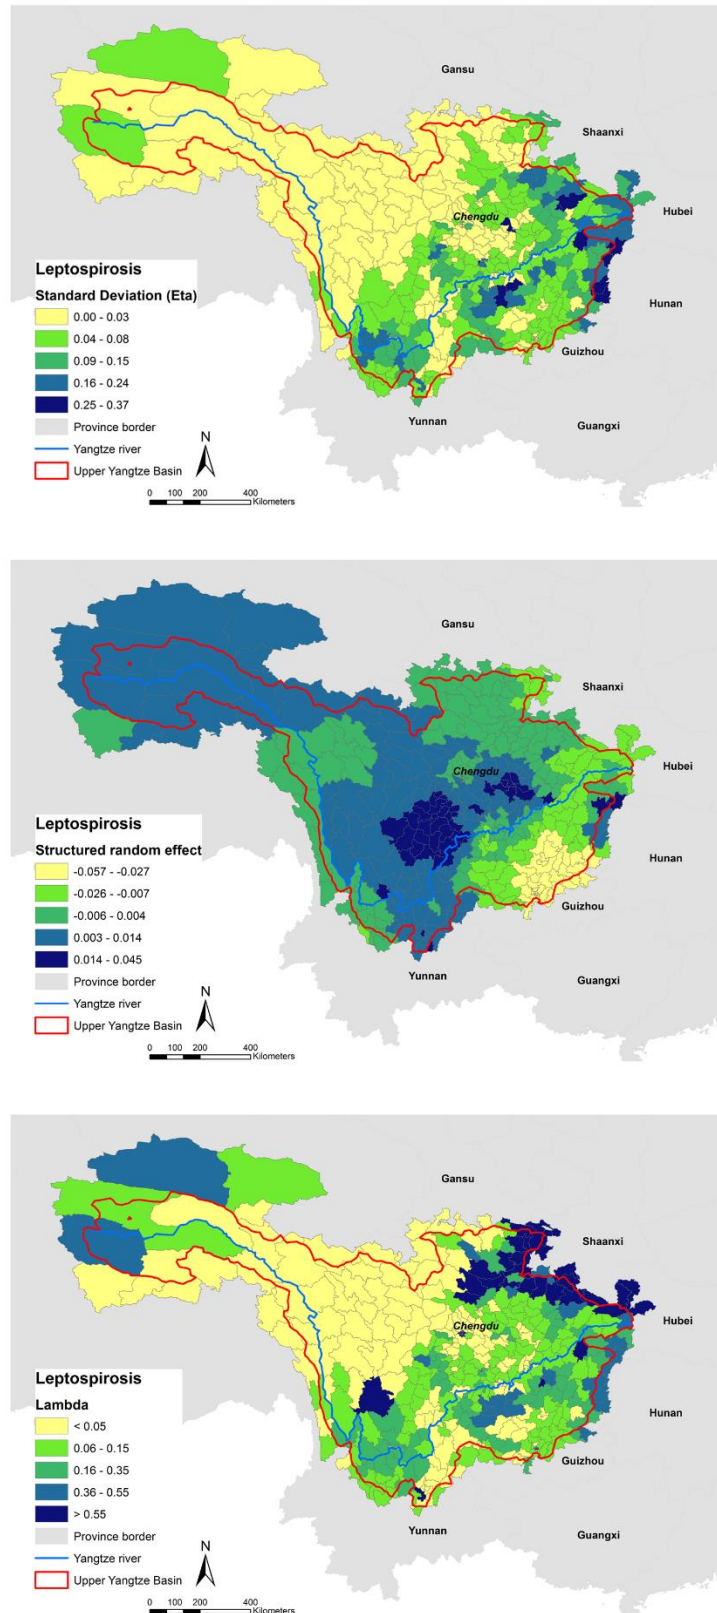 Gansu
Shaanxi
Chengdu
Hubei
Hunan
Guizhou
Yunnan
Guangxi
Leptospirosis
Standard Deviation (Eta)
0.00 - 0.03
0.04 - 0.08
0.09 - 0.15
0.16 - 0.24
0.25 - 0.37
Province border
Yangtze river
Upper Yangtze Basin
N
0 100 200 400
Kilometers
Gansu
Shaanxi
Chengdu
Hubei
Hunan
Guizhou
Yunnan
Guangxi
Leptospirosis
Structured random effect
-0.057 - -0.027
-0.026 - -0.007
-0.006 - 0.004
0.003 - 0.014
0.014 - 0.045
Province border
Yangtze river
Upper Yangtze Basin
N
0 100 200 400
Kilometers
Gansu
Shaanxi
Chengdu
Hubei
Hunan
Guizhou
Yunnan
Guangxi
Leptospirosis
Lambda
< 0.05
0.06 - 0.15
0.16 - 0.35
0.36 - 0.55
> 0.55
Province border
Yangtze river
Upper Yangtze Basin
N
0 100 200 400
Kilometers